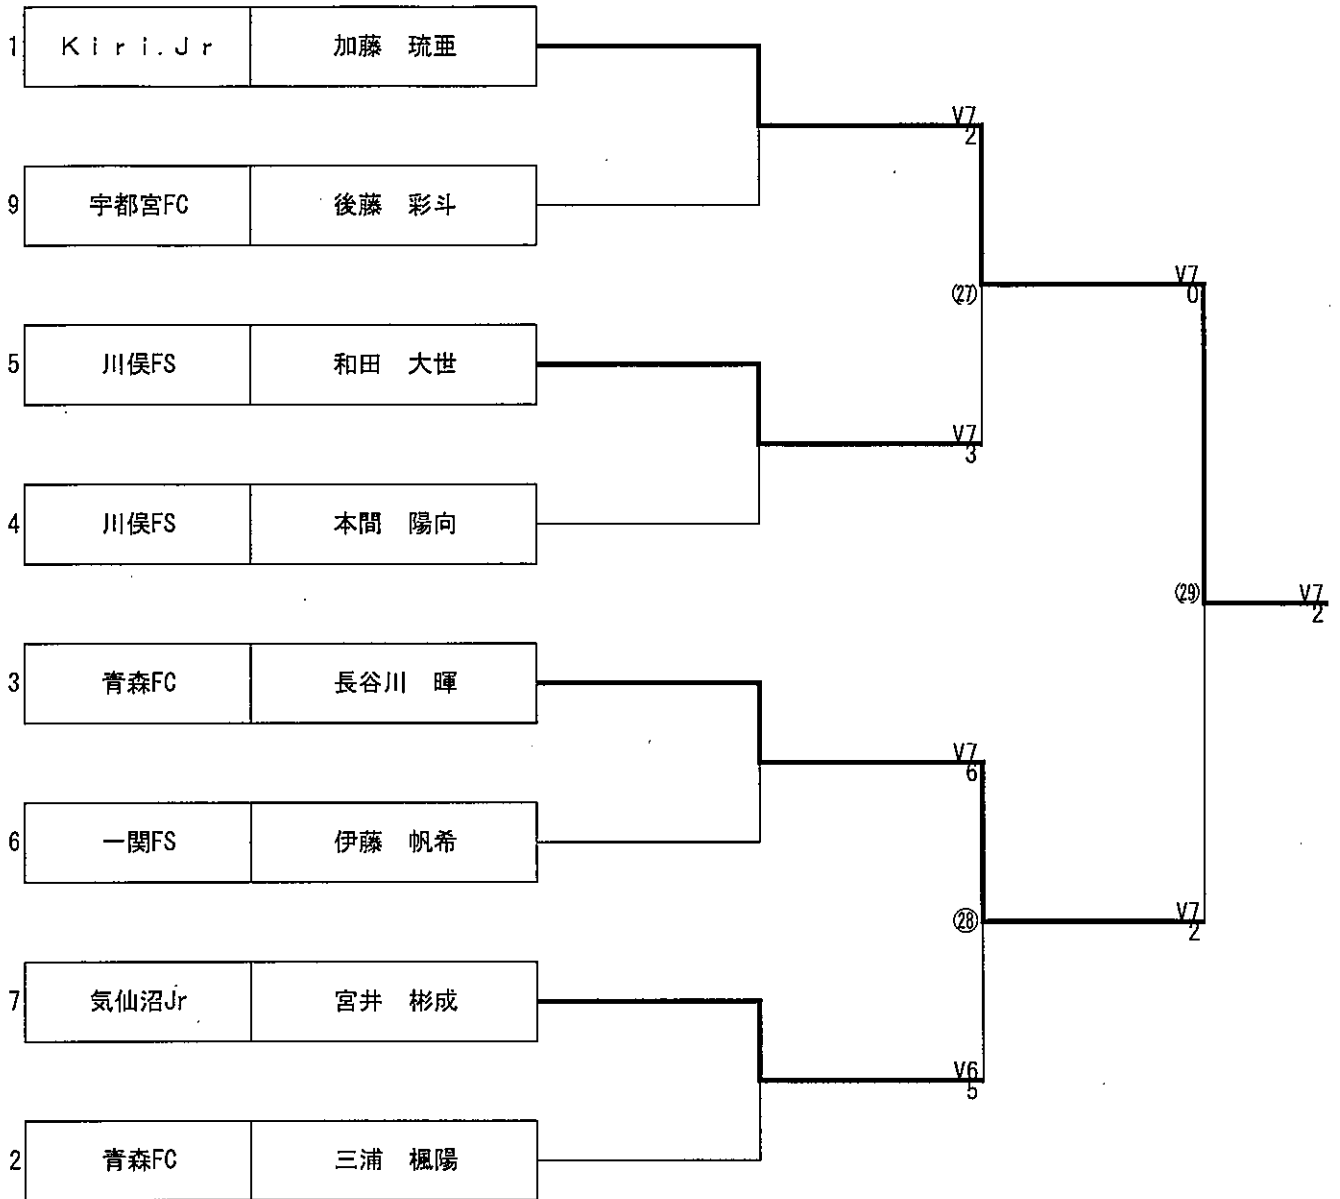 1 Kiri.Jr 加藤 琉亜
V7
2
9 宇都宮FC 後藤 彩斗
V7
0
(27)
5 川俣FS 和田 大世
V7
3
4 川俣FS 本間 陽向
(29)
V7
2
3 青森FC 長谷川 暉
V7
6
6 一関FS 伊藤 帆希
(28)
V7
2
7 気仙沼Jr 宮井 彬成
V6
5
2 青森FC 三浦 楓陽